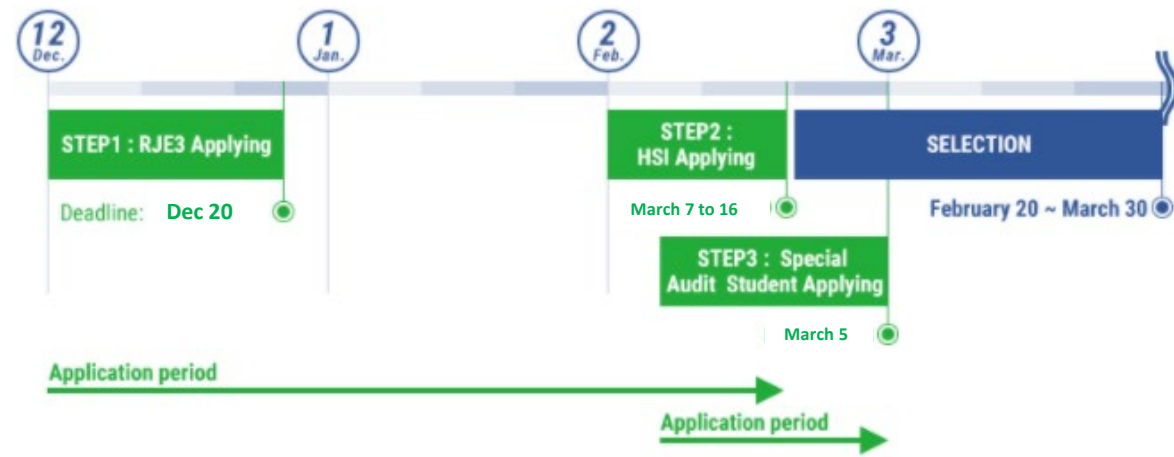 12
Dec.
1
Jan.
2
Feb.
3
Mar.
STEP1 : RJE3 Applying
Deadline: Dec 20
STEP2 :
HSI Applying
March 7 to 16
SELECTION
February 20 ~ March 30
STEP3 : Special
Audit Student Applying
March 5
Application period
Application period